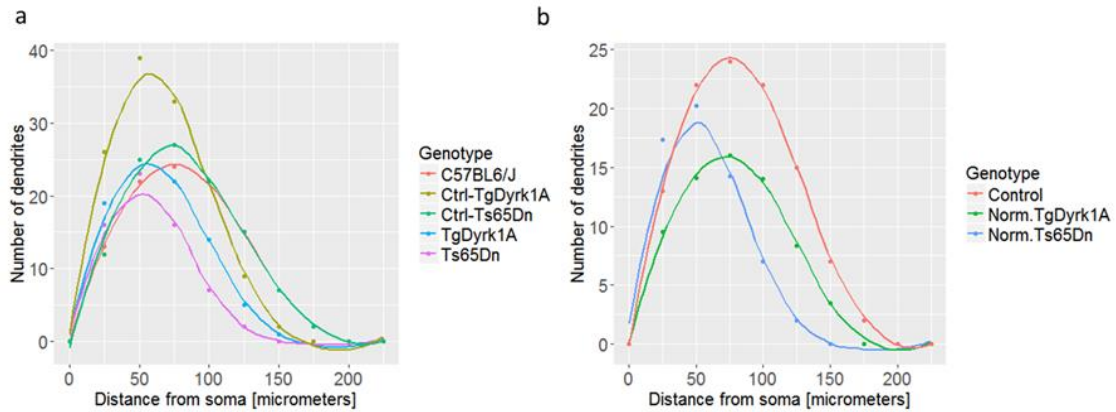 a
40
30
20
10
0
Number of dendrites
0 50 100 150 200
Distance from soma [micrometers]
Genotype
C57BL6/J
Ctrl-TgDyrk1A
Ctrl-Ts65Dn
TgDyrk1A
Ts65Dn
b
25
20
15
10
5
0
Number of dendrites
0 50 100 150 200
Distance from soma [micrometers]
Genotype
Control
Norm.TgDyrk1A
Norm.Ts65Dn